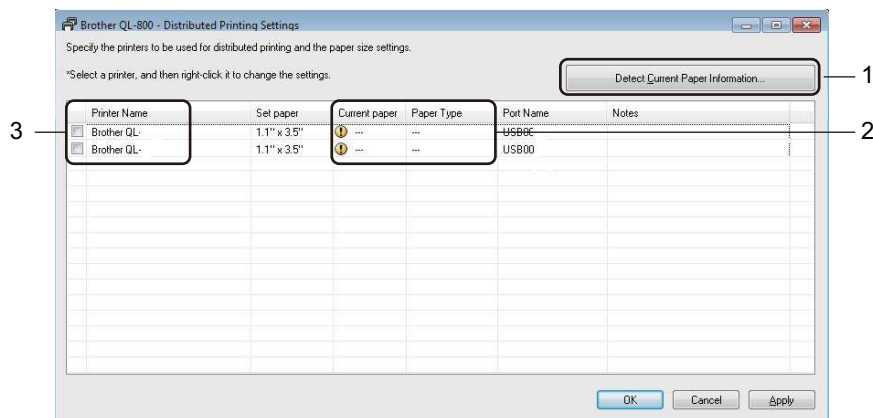 Brother QL-800 - Distributed Printing Settings
Specify the printers to be used for distributed printing and the paper size settings.
*Select a printer, and then right-click it to change the settings.
Detect Current Paper Information...
1
Printer Name Set paper Current paper Paper Type Port Name Notes
3 Brother QL- 1.1" x 3.5" --- --- 2
Brother QL- 1.1" x 3.5" --- --- USB00
OK Cancel Apply